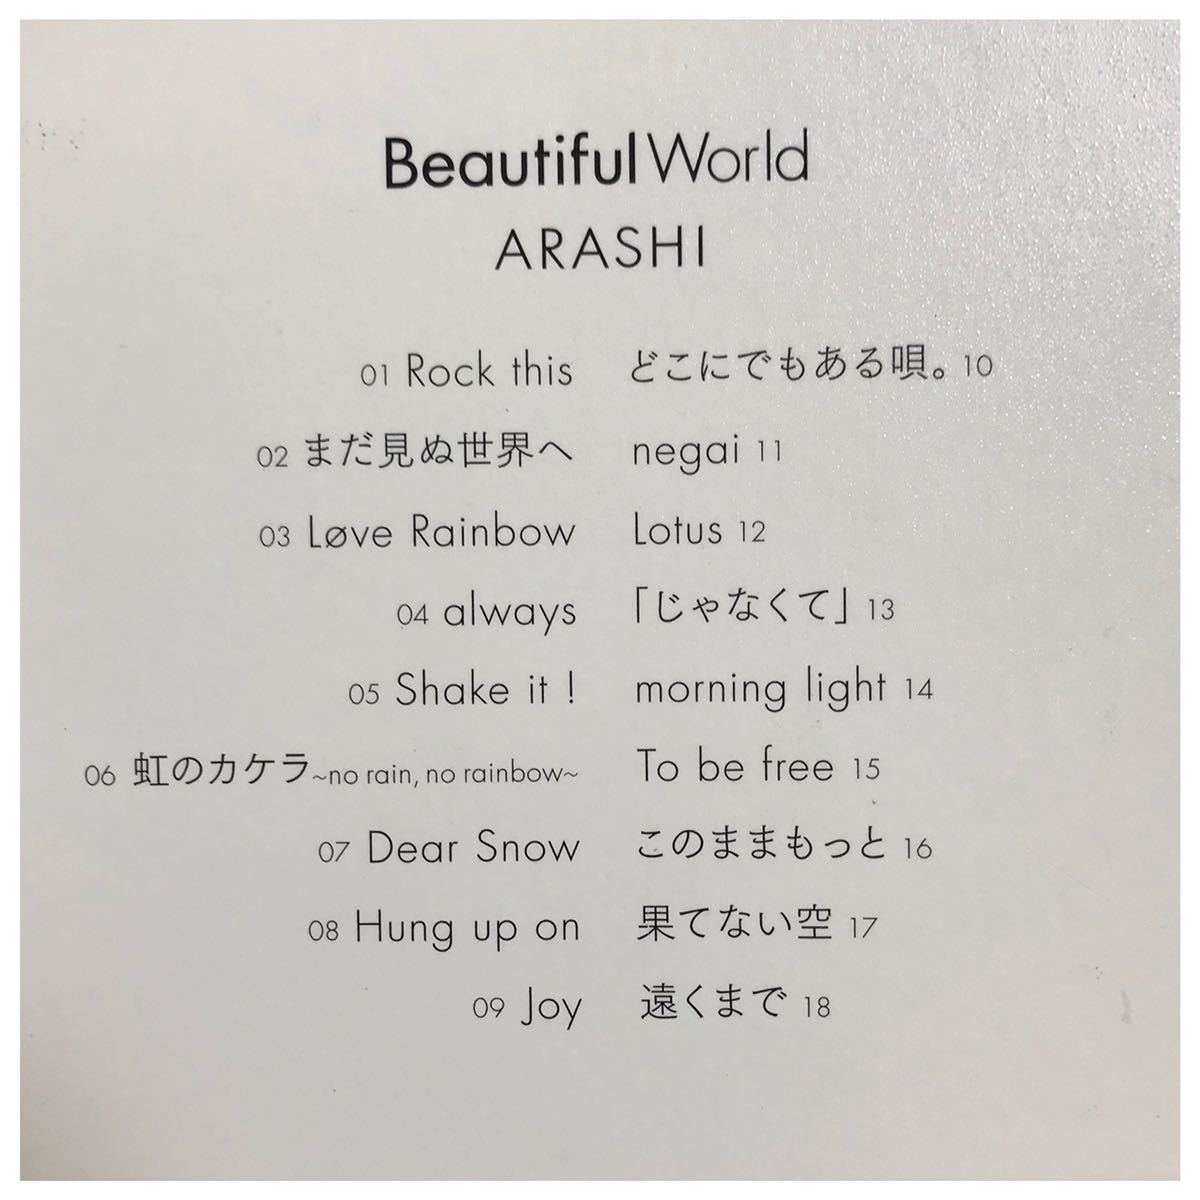 Beautiful World
ARASHI
01 Rock this
02 まだ見ぬ世界へ
03 Løve Rainbow
04 always
05 Shake it !
06 虹のカケラ~no rain, no rainbow~
07 Dear Snow
08 Hung up on
09 Joy
どこにでもある唄。 10
negai 11
Lotus 12
「じゃなくて」 13
morning light 14
To be free 15
このままもっと 16
果てない空 17
遠くまで 18